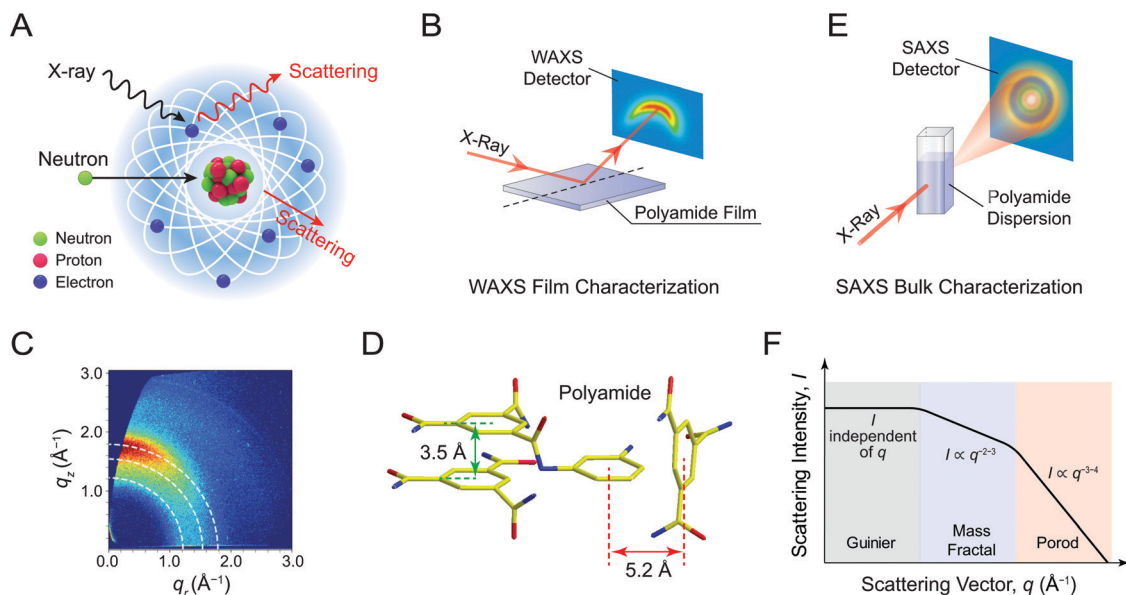 A
X-ray
Scattering
Neutron
Scattering
Neutron
Proton
Electron
B
WAXS
Detector
X-Ray
Polyamide Film
WAXS Film Characterization
E
SAXS
Detector
X-Ray
Polyamide
Dispersion
SAXS Bulk Characterization
C
3.0
2.0
1.0
q_z (Å⁻¹)
0.0 1.0 2.0 3.0
q_r (Å⁻¹)
D
Polyamide
3.5 Å
5.2 Å
F
Scattering Intensity, I
I
independent
of q
I ∝ q⁻²⁻³
I ∝ q⁻³⁻⁴
Guinier
Mass
Fractal
Porod
Scattering Vector, q (Å⁻¹)